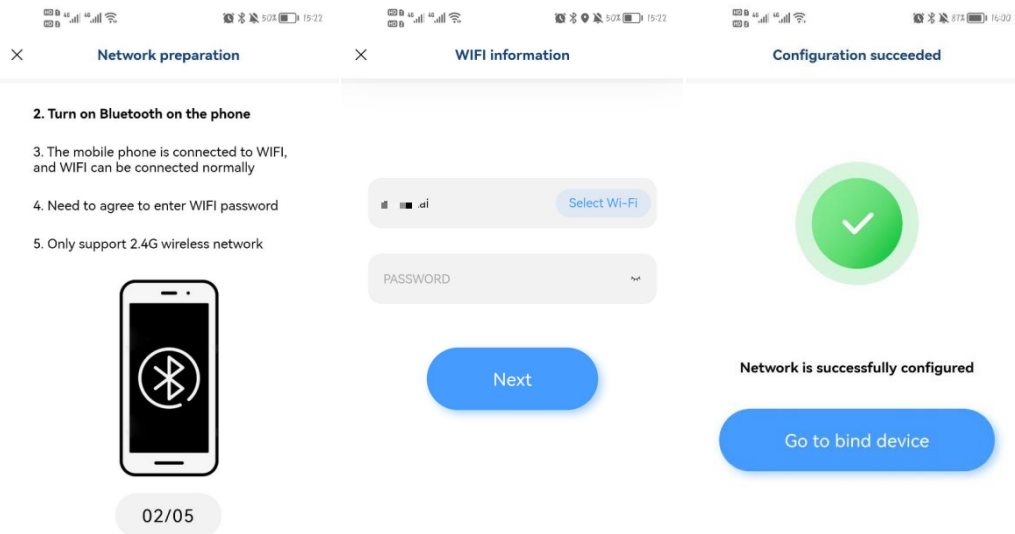 50% 15:22
Network preparation
2. Turn on Bluetooth on the phone
3. The mobile phone is connected to WIFI,
and WIFI can be connected normally
4. Need to agree to enter WIFI password
5. Only support 2.4G wireless network
02/05
50% 15:22
WIFI information
.ai
Select Wi-Fi
PASSWORD
Next
87% 16:00
Configuration succeeded
Network is successfully configured
Go to bind device